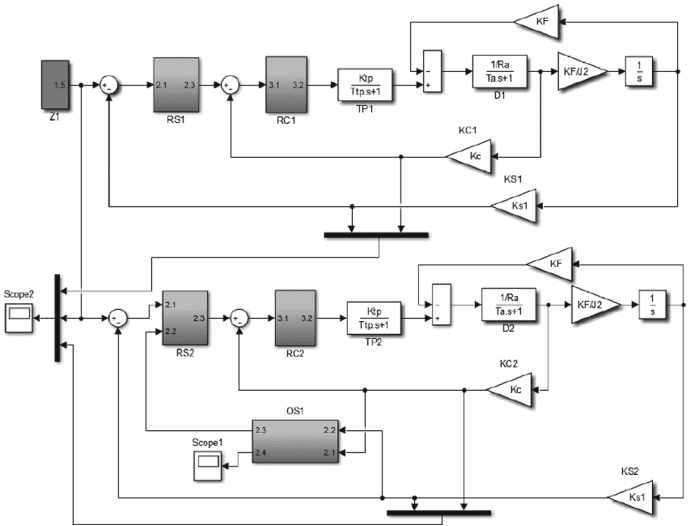 KF
1.5
Z1
+
-
2.1 2.3
RS1
+
-
3.1 3.2
RC1
Ktp
Ttp.s+1
TP1
-
+
1/Ra
Ta.s+1
D1
KF/J2
1
s
KC1
Kc
KS1
Ks1
Scope2
KF
+
-
2.1
2.2 2.3
RS2
+
-
3.1 3.2
RC2
Ktp
Ttp.s+1
TP2
-
+
1/Ra
Ta.s+1
D2
KF/J2
1
s
KC2
Kc
OS1
2.3 2.2
2.4 2.1
Scope1
KS2
Ks1